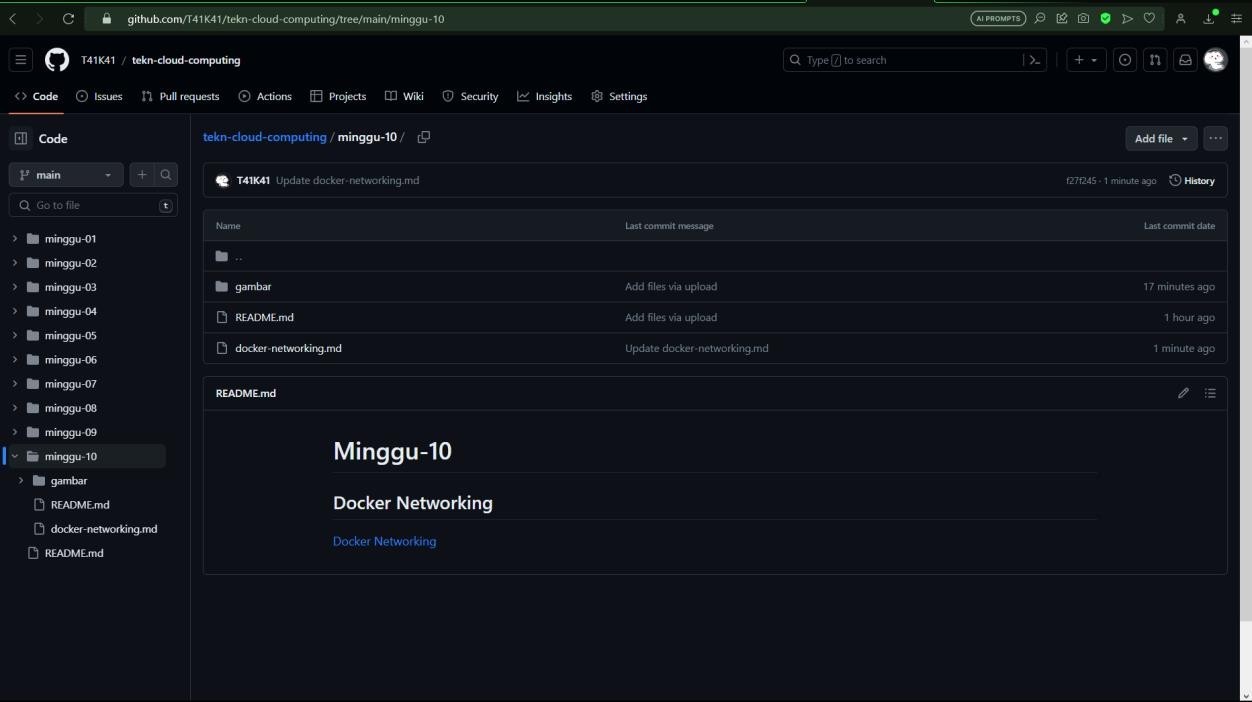 github.com/T41K41/tekn-cloud-computing/tree/main/minggu-10
AI PROMPTS
T41K41 / tekn-cloud-computing
Type / to search
Code
Issues
Pull requests
Actions
Projects
Wiki
Security
Insights
Settings
Code
main
Go to file
t
minggu-01
minggu-02
minggu-03
minggu-04
minggu-05
minggu-06
minggu-07
minggu-08
minggu-09
minggu-10
gambar
README.md
docker-networking.md
README.md
tekn-cloud-computing / minggu-10 /
Add file
T41K41 Update docker-networking.md
f27f245 · 1 minute ago
History
Name Last commit message Last commit date
..
gambar Add files via upload 17 minutes ago
README.md Add files via upload 1 hour ago
docker-networking.md Update docker-networking.md 1 minute ago
README.md
Minggu-10
Docker Networking
Docker Networking